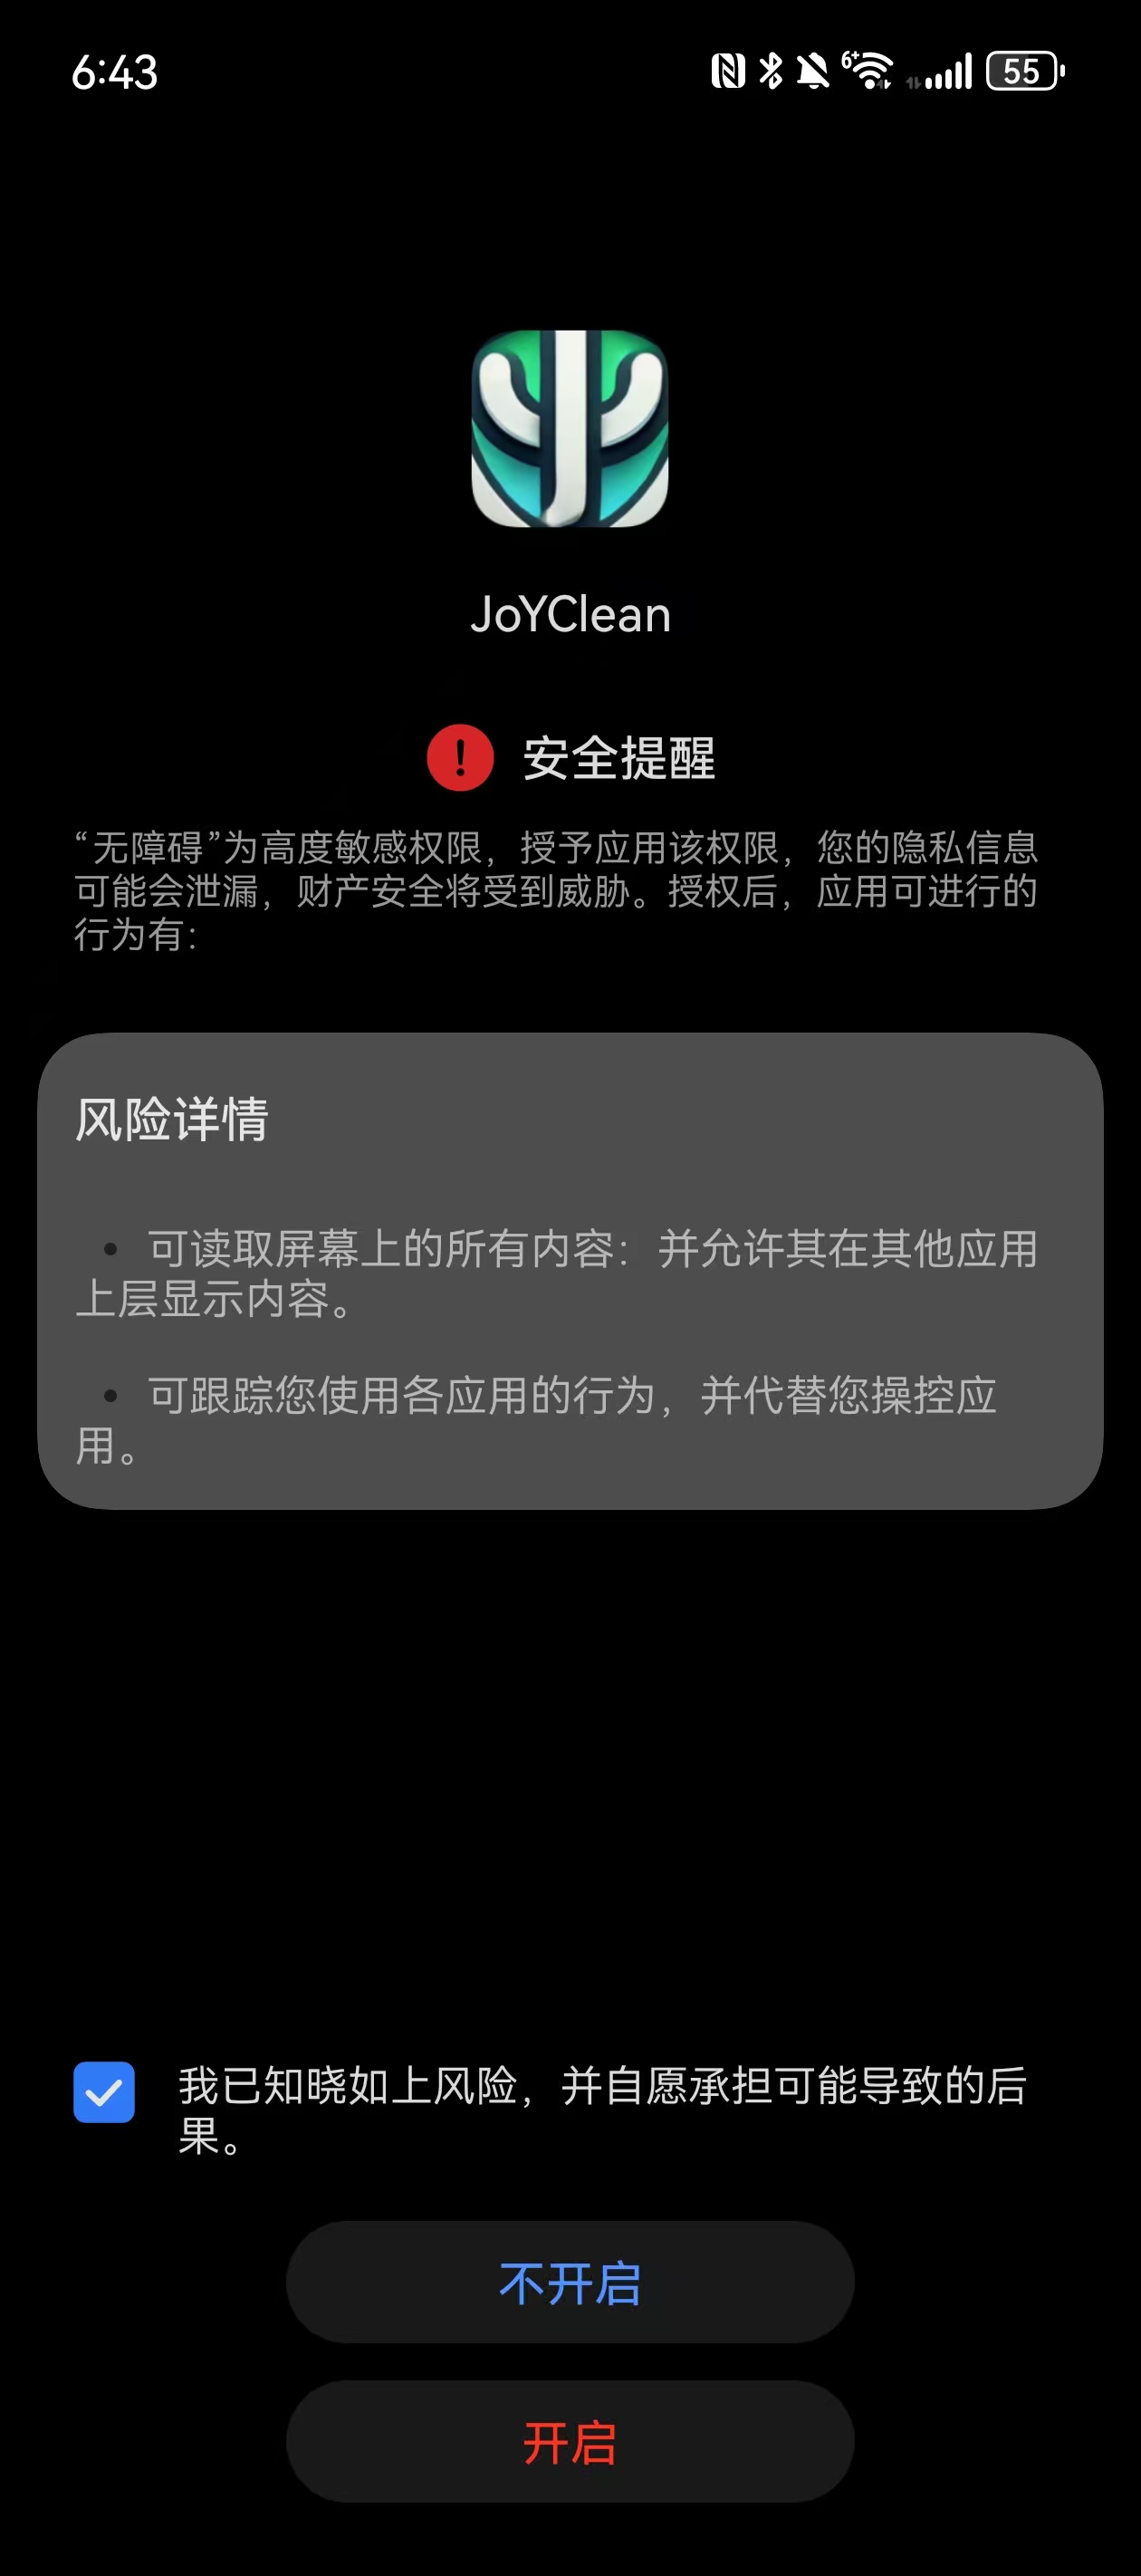 6:43
6+
55
JoYClean
安全提醒
“无障碍”为高度敏感权限，授予应用该权限，您的隐私信息
可能会泄漏，财产安全将受到威胁。授权后，应用可进行的
行为有：
风险详情
• 可读取屏幕上的所有内容：并允许其在其他应用
上层显示内容。
• 可跟踪您使用各应用的行为，并代替您操控应
用。
我已知晓如上风险，并自愿承担可能导致的后
果。
不开启
开启